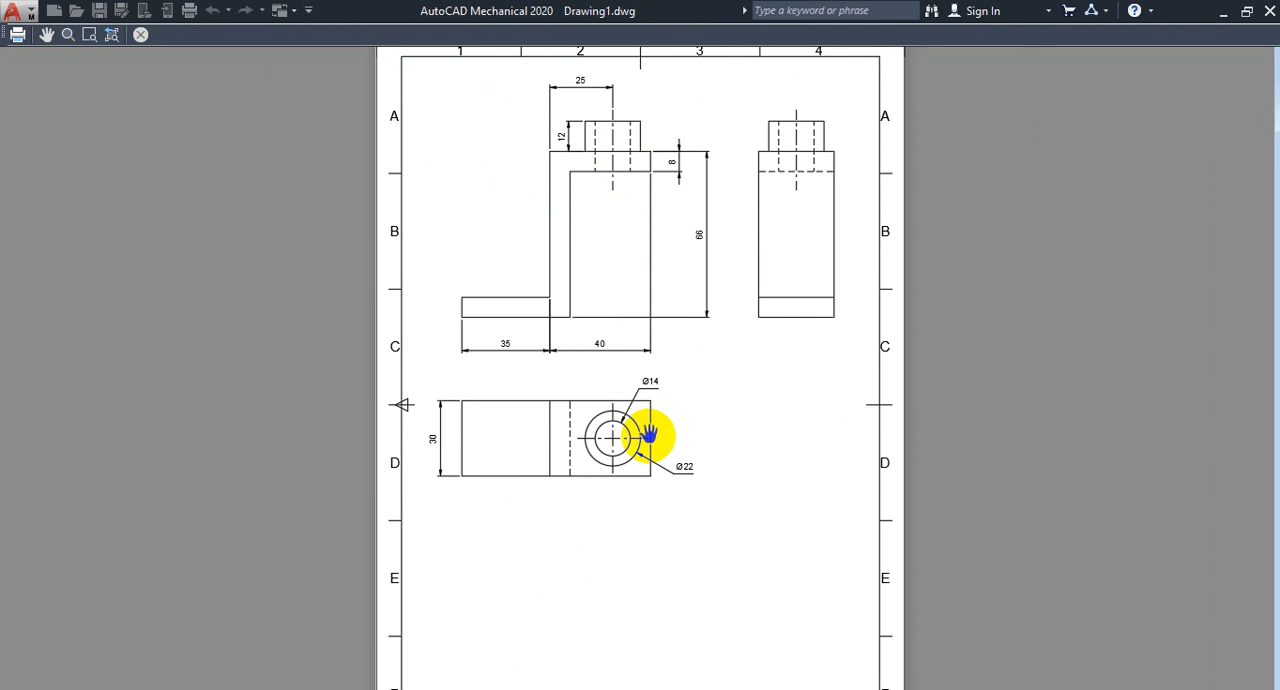 AutoCAD Mechanical 2020 Drawing1.dwg
Type a keyword or phrase
Sign In
1 2 3 4
25
A A
12
8
B B
66
35 40
C C
Ø14
30
D D
Ø22
E E